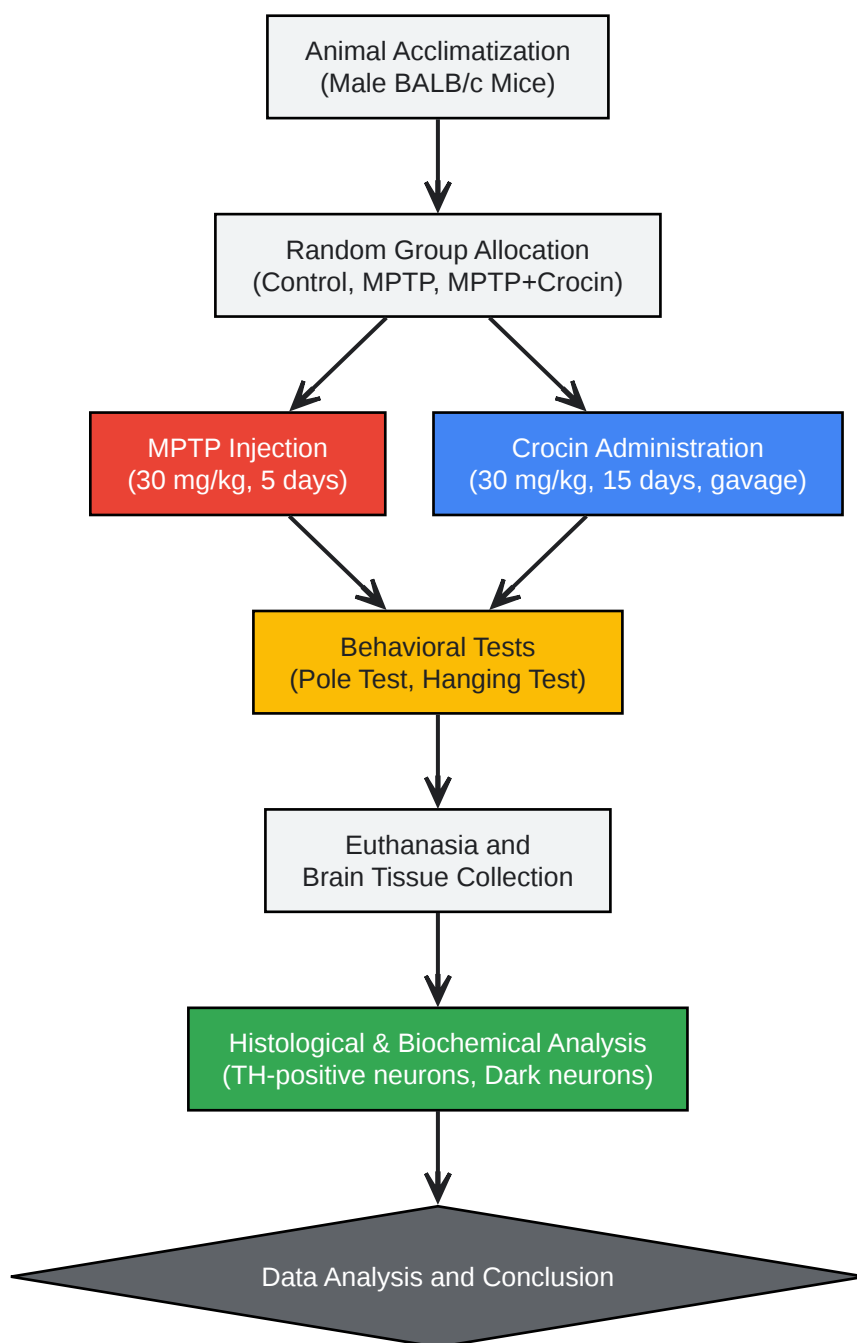 Animal Acclimatization
(Male BALB/c Mice)
Random Group Allocation
(Control, MPTP, MPTP+Crocin)
MPTP Injection
(30 mg/kg, 5 days)
Crocin Administration
(30 mg/kg, 15 days, gavage)
Behavioral Tests
(Pole Test, Hanging Test)
Euthanasia and
Brain Tissue Collection
Histological & Biochemical Analysis
(TH-positive neurons, Dark neurons)
Data Analysis and Conclusion